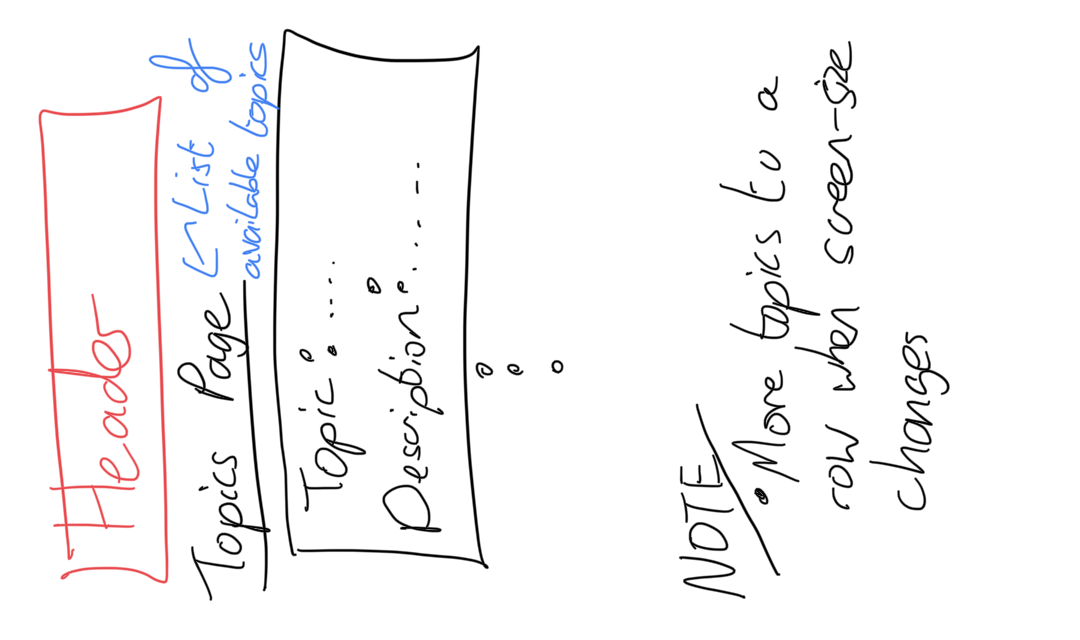 Header
Topics Page
List of
available topics
Topic: ....
Description: ... . - -
NOTE
• More topics to a
row when screen-size
changes